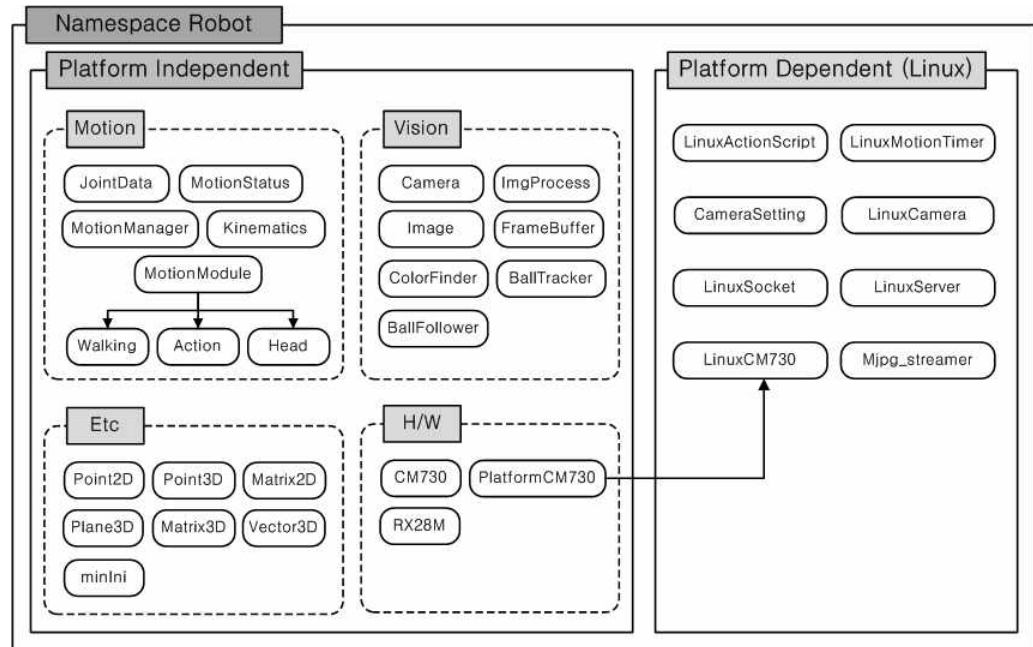 Namespace Robot
Platform Independent
Motion
JointData MotionStatus
MotionManager Kinematics
MotionModule
Walking Action Head
Vision
Camera ImgProcess
Image FrameBuffer
ColorFinder BallTracker
BallFollower
Etc
Point2D Point3D Matrix2D
Plane3D Matrix3D Vector3D
minIni
H/W
CM730 PlatformCM730
RX28M
Platform Dependent (Linux)
LinuxActionScript LinuxMotionTimer
CameraSetting LinuxCamera
LinuxSocket LinuxServer
LinuxCM730 Mjpg_streamer